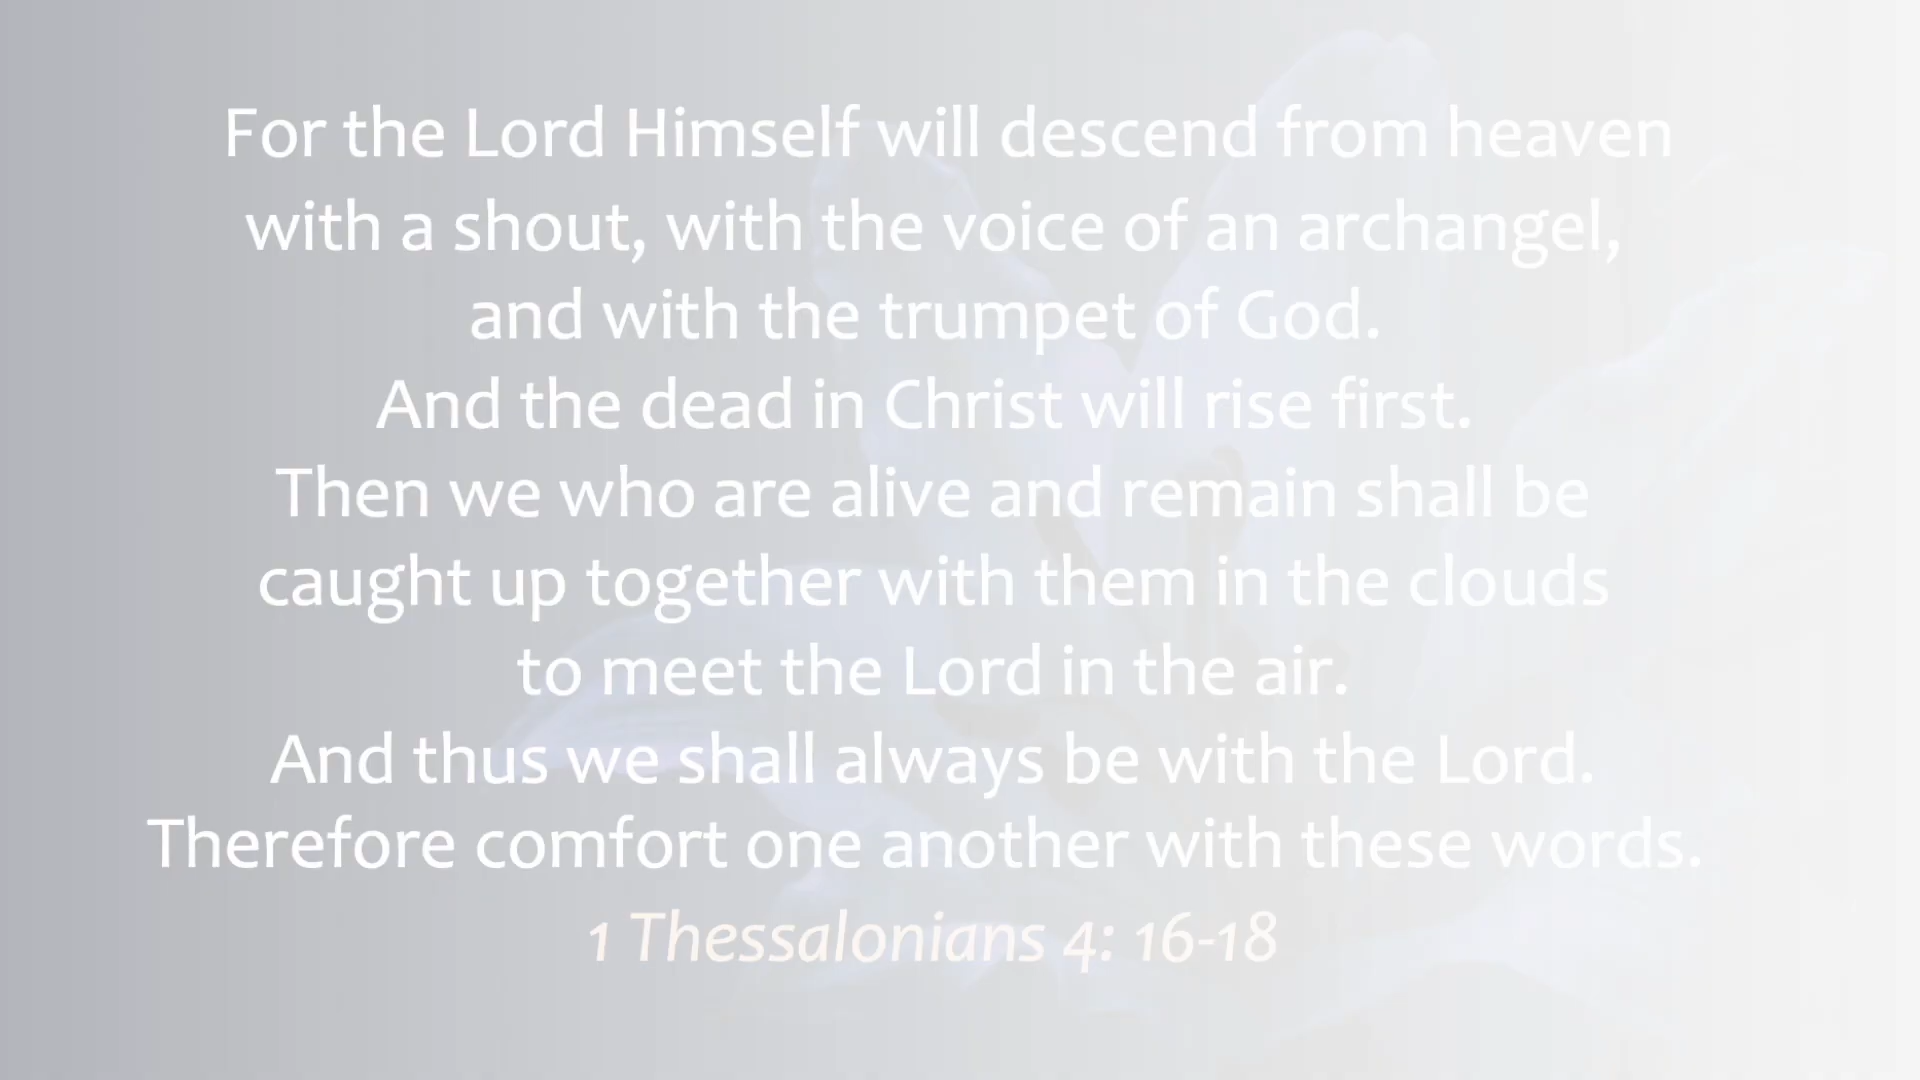 For the Lord Himself will descend from heaven
with a shout, with the voice of an archangel,
and with the trumpet of God.
And the dead in Christ will rise first.
Then we who are alive and remain shall be
caught up together with them in the clouds
to meet the Lord in the air.
And thus we shall always be with the Lord.
Therefore comfort one another with these words.
1 Thessalonians 4: 16-18